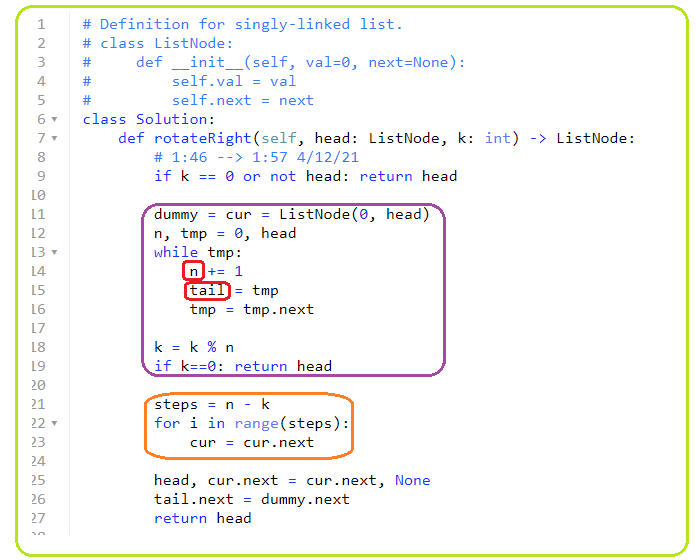 1 # Definition for singly-linked list.
2 # class ListNode:
3 #     def __init__(self, val=0, next=None):
4 #         self.val = val
5 #         self.next = next
6 class Solution:
7     def rotateRight(self, head: ListNode, k: int) -> ListNode:
8         # 1:46 --> 1:57 4/12/21
9         if k == 0 or not head: return head
10
11         dummy = cur = ListNode(0, head)
12         n, tmp = 0, head
13         while tmp:
14             n += 1
15             tail = tmp
16             tmp = tmp.next
17
18         k = k % n
19         if k==0: return head
20
21         steps = n - k
22         for i in range(steps):
23             cur = cur.next
24
25         head, cur.next = cur.next, None
26         tail.next = dummy.next
27         return head